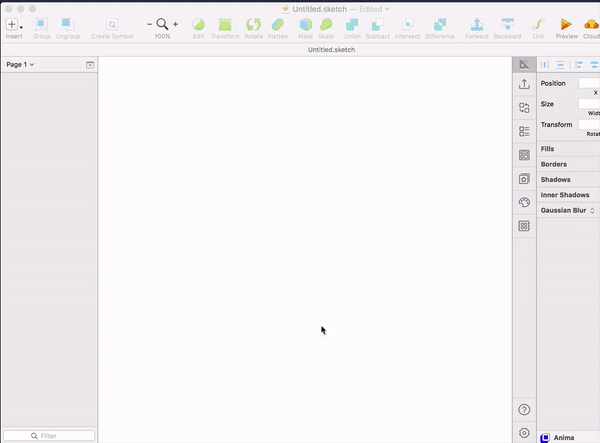 Untitled.sketch — Edited
Insert Group Ungroup Create Symbol 100% Edit Transform Rotate Flatten Mask Scale Union Subtract Intersect Difference Forward Backward Link Preview Cloud
Untitled.sketch
Page 1
Position
X
Size
Widt
Transform
Rotat
Fills
Borders
Shadows
Inner Shadows
Gaussian Blur
Filter
Anima